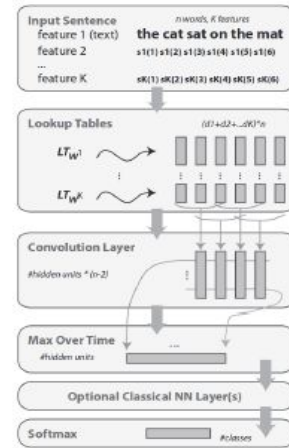 Input Sentence
n words, K features
feature 1 (text) the cat sat on the mat
feature 2 s1(1) s1(2) s1(3) s1(4) s1(5) s1(6)
...
feature K sK(1) sK(2) sK(3) sK(4) sK(5) sK(6)
Lookup Tables
(d1+d2+...dK)*n
LTw1
LTwK
Convolution Layer
#hidden units * (n-2)
Max Over Time
...
#hidden units
Optional Classical NN Layer(s)
Softmax
#classes